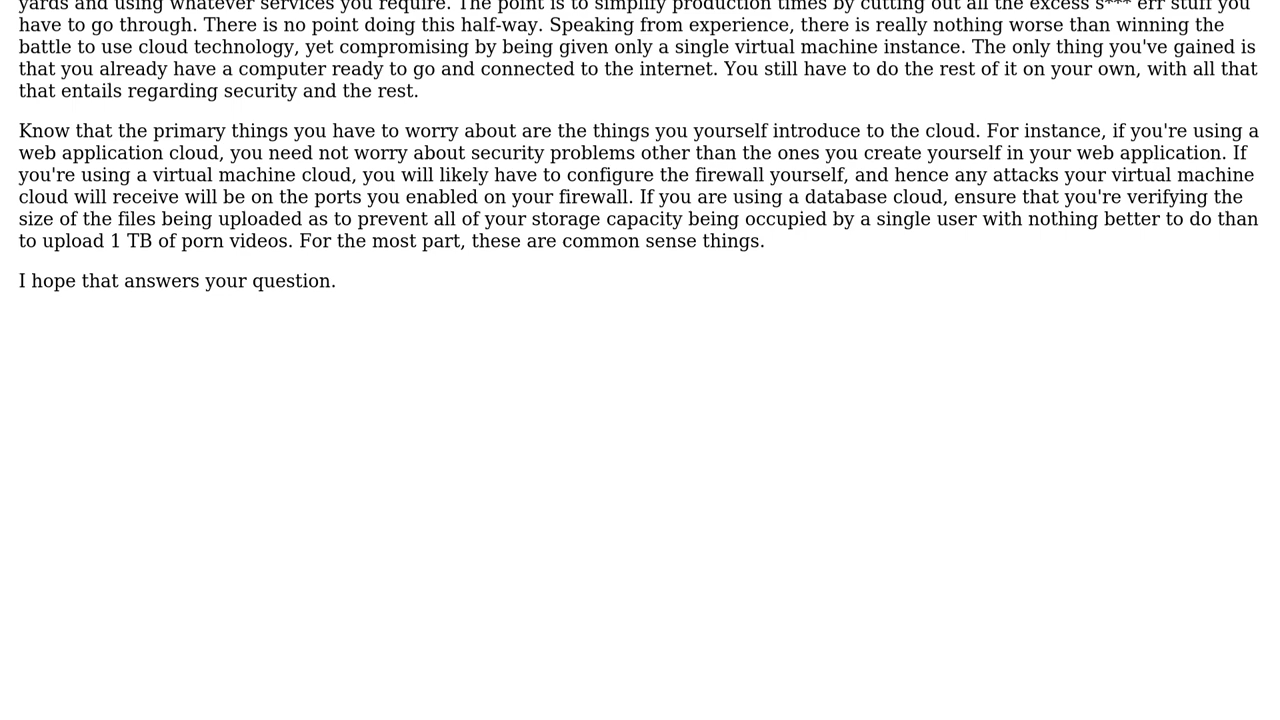 yards and using whatever services you require. The point is to simplify production times by cutting out all the excess s*** err stuff you
have to go through. There is no point doing this half-way. Speaking from experience, there is really nothing worse than winning the
battle to use cloud technology, yet compromising by being given only a single virtual machine instance. The only thing you've gained is
that you already have a computer ready to go and connected to the internet. You still have to do the rest of it on your own, with all that
that entails regarding security and the rest.
Know that the primary things you have to worry about are the things you yourself introduce to the cloud. For instance, if you're using a
web application cloud, you need not worry about security problems other than the ones you create yourself in your web application. If
you're using a virtual machine cloud, you will likely have to configure the firewall yourself, and hence any attacks your virtual machine
cloud will receive will be on the ports you enabled on your firewall. If you are using a database cloud, ensure that you're verifying the
size of the files being uploaded as to prevent all of your storage capacity being occupied by a single user with nothing better to do than
to upload 1 TB of porn videos. For the most part, these are common sense things.
I hope that answers your question.